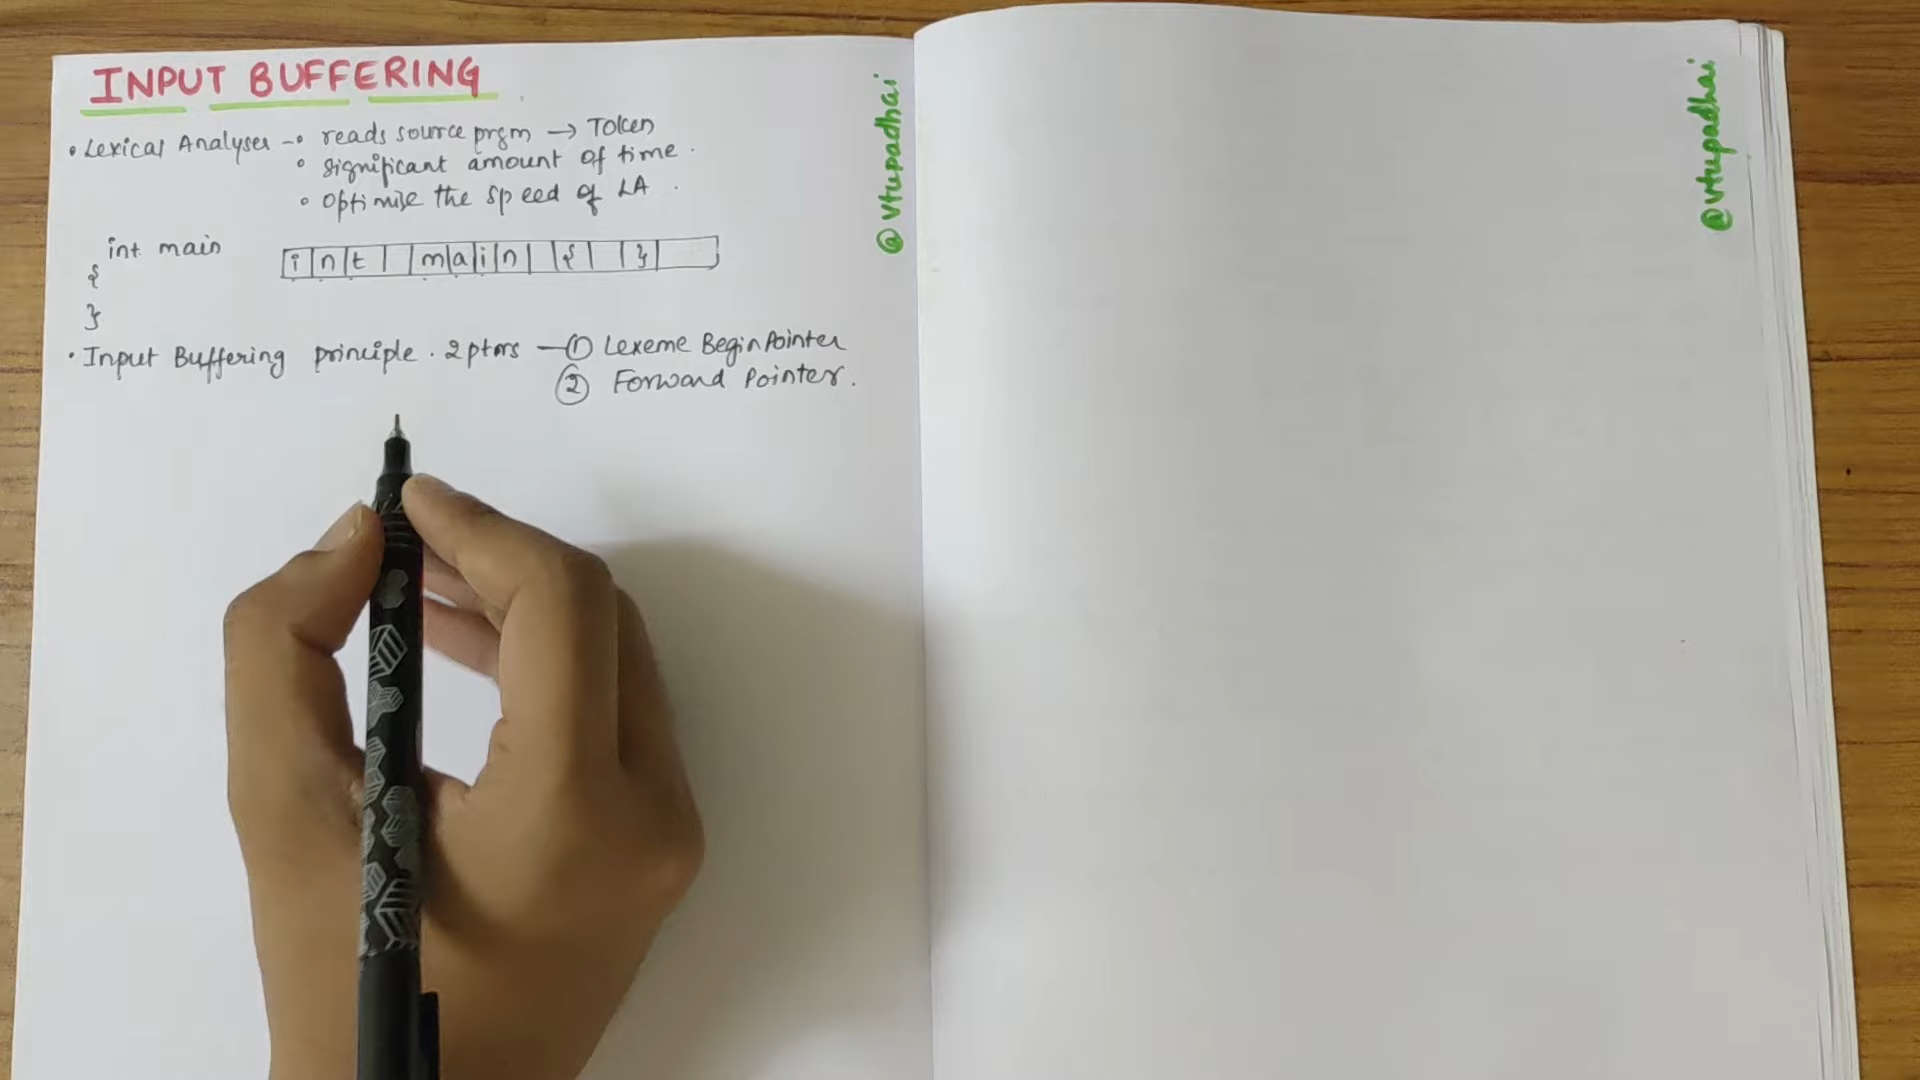 INPUT BUFFERING
• Lexical Analyser - ◦ reads source prgm → Token
◦ significant amount of time.
◦ optimize the speed of LA.
int main
{
}
i n t m a i n { }
• Input Buffering principle. 2 ptrs — ① Lexeme Begin Pointer
② Forward Pointer.
@vtupadhai
@vtupadhai